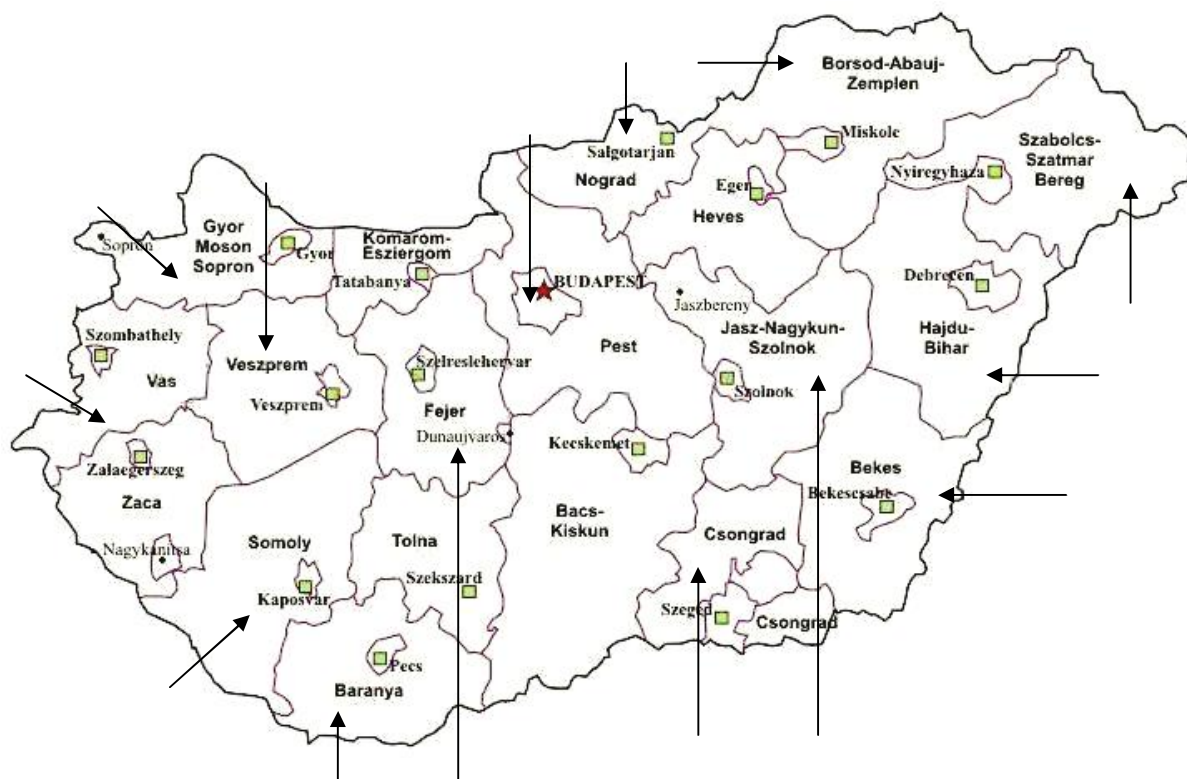 Borsod-Abauj-
Zemplen
Miskolc
Salgotarjan
Nograd
Szabolcs-
Szatmar
Bereg
Nyiregyhaza
Eger
Heves
Gyor
Moson
Sopron
Sopron
Gyor
Komarom-
Esziergom
Tatabanya
BUDAPEST
Jaszbereny
Debrecen
Hajdu-
Bihar
Jasz-Nagykun-
Szolnok
Szombathely
Vas
Veszprem
Veszprem
Szelreslehervar
Fejer
Pest
Szolnok
Dunaujvaros
Kecskemet
Zalaegerszeg
Zaca
Bekes
Bekescsabe
Bacs-
Kiskun
Csongrad
Nagykanitsa
Somoly
Tolna
Kaposvar
Szekszard
Szeged
Csongrad
Pecs
Baranya